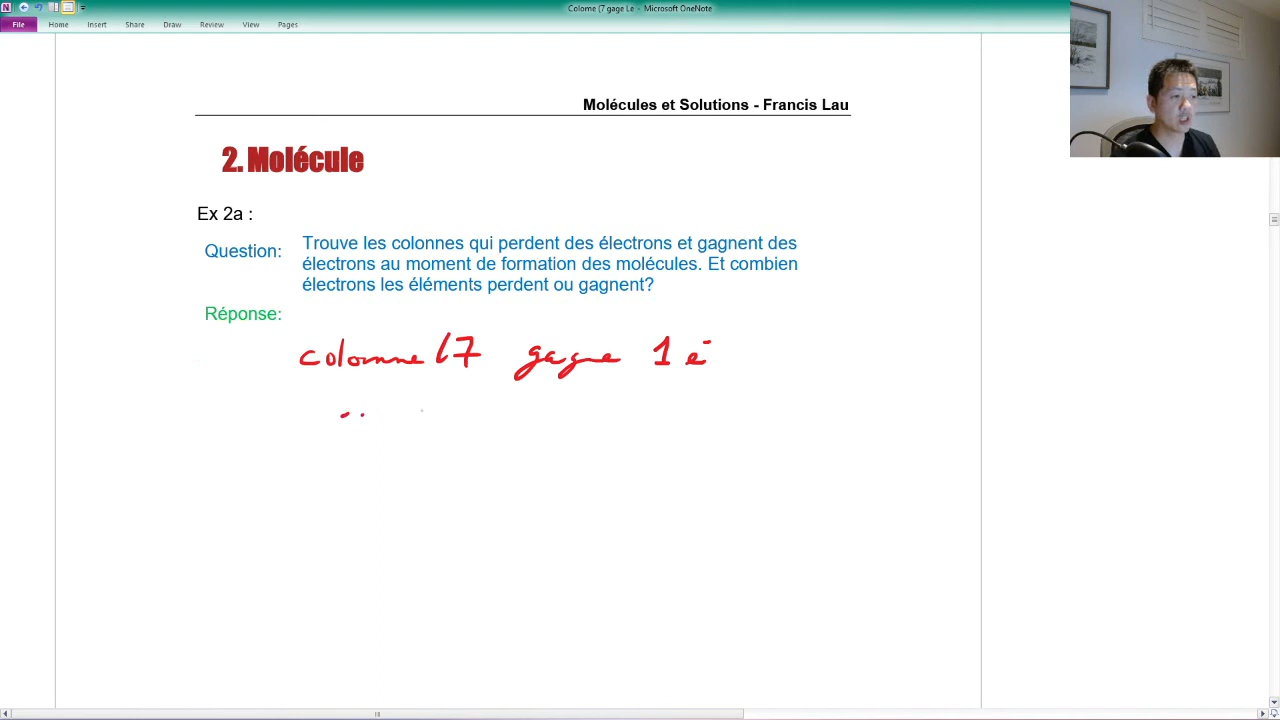 Colome (7 gage Le - Microsoft OneNote
File Home Insert Share Draw Review View Pages
Molécules et Solutions - Francis Lau
2. Molécule
Ex 2a :
Question: Trouve les colonnes qui perdent des électrons et gagnent des
électrons au moment de formation des molécules. Et combien
électrons les éléments perdent ou gagnent?
Réponse:
colonne 17 gagne 1 e-